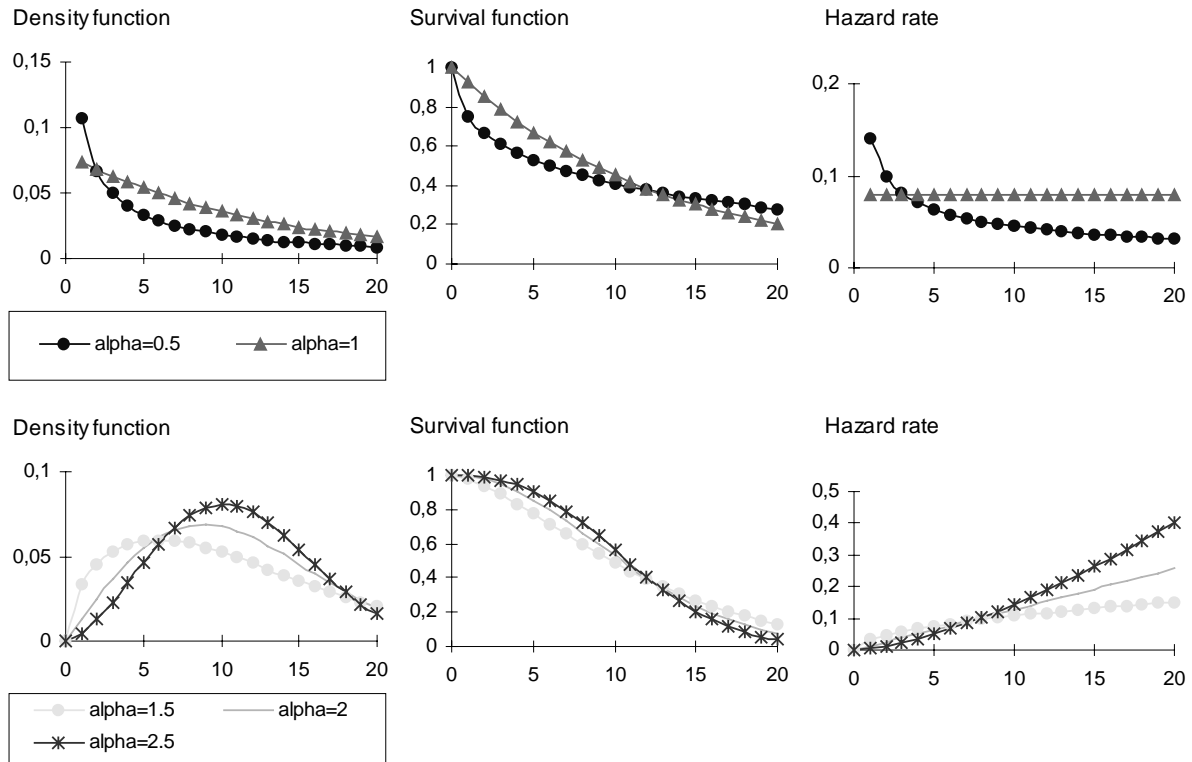 Density function
Survival function
Hazard rate
0,15
0,1
0,05
0
0 5 10 15 20
1
0,8
0,6
0,4
0,2
0
0 5 10 15 20
0,2
0,1
0
0 5 10 15 20
alpha=0.5 alpha=1
Density function
Survival function
Hazard rate
0,1
0,05
0
0 5 10 15 20
1
0,8
0,6
0,4
0,2
0
0 5 10 15 20
0,5
0,4
0,3
0,2
0,1
0
0 5 10 15 20
alpha=1.5 alpha=2
alpha=2.5